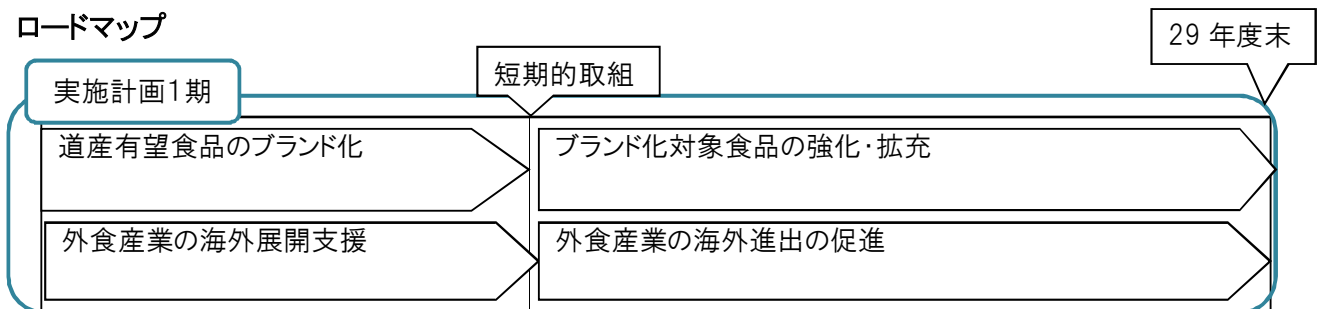 ロードマップ
29 年度末
短期的取組
実施計画1期
道産有望食品のブランド化
ブランド化対象食品の強化・拡充
外食産業の海外展開支援
外食産業の海外進出の促進